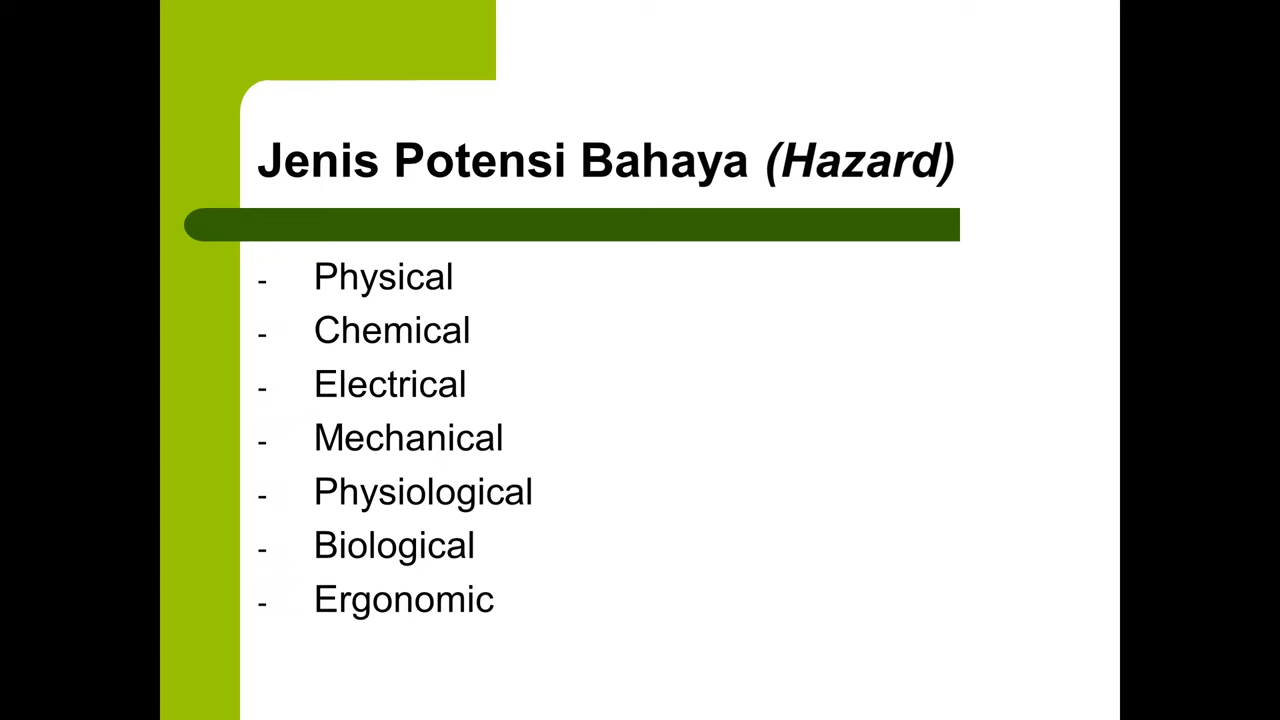 Jenis Potensi Bahaya (Hazard)
- Physical
- Chemical
- Electrical
- Mechanical
- Physiological
- Biological
- Ergonomic